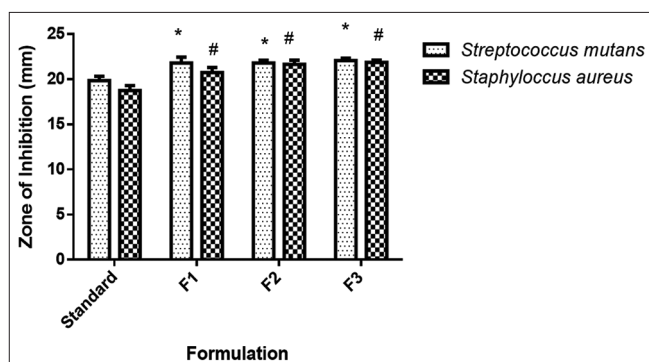 Zone of Inhibition (mm)
25
20
15
10
5
0
* # * # * #
Standard F1 F2 F3
Formulation
Streptococcus mutans
Staphyloccus aureus